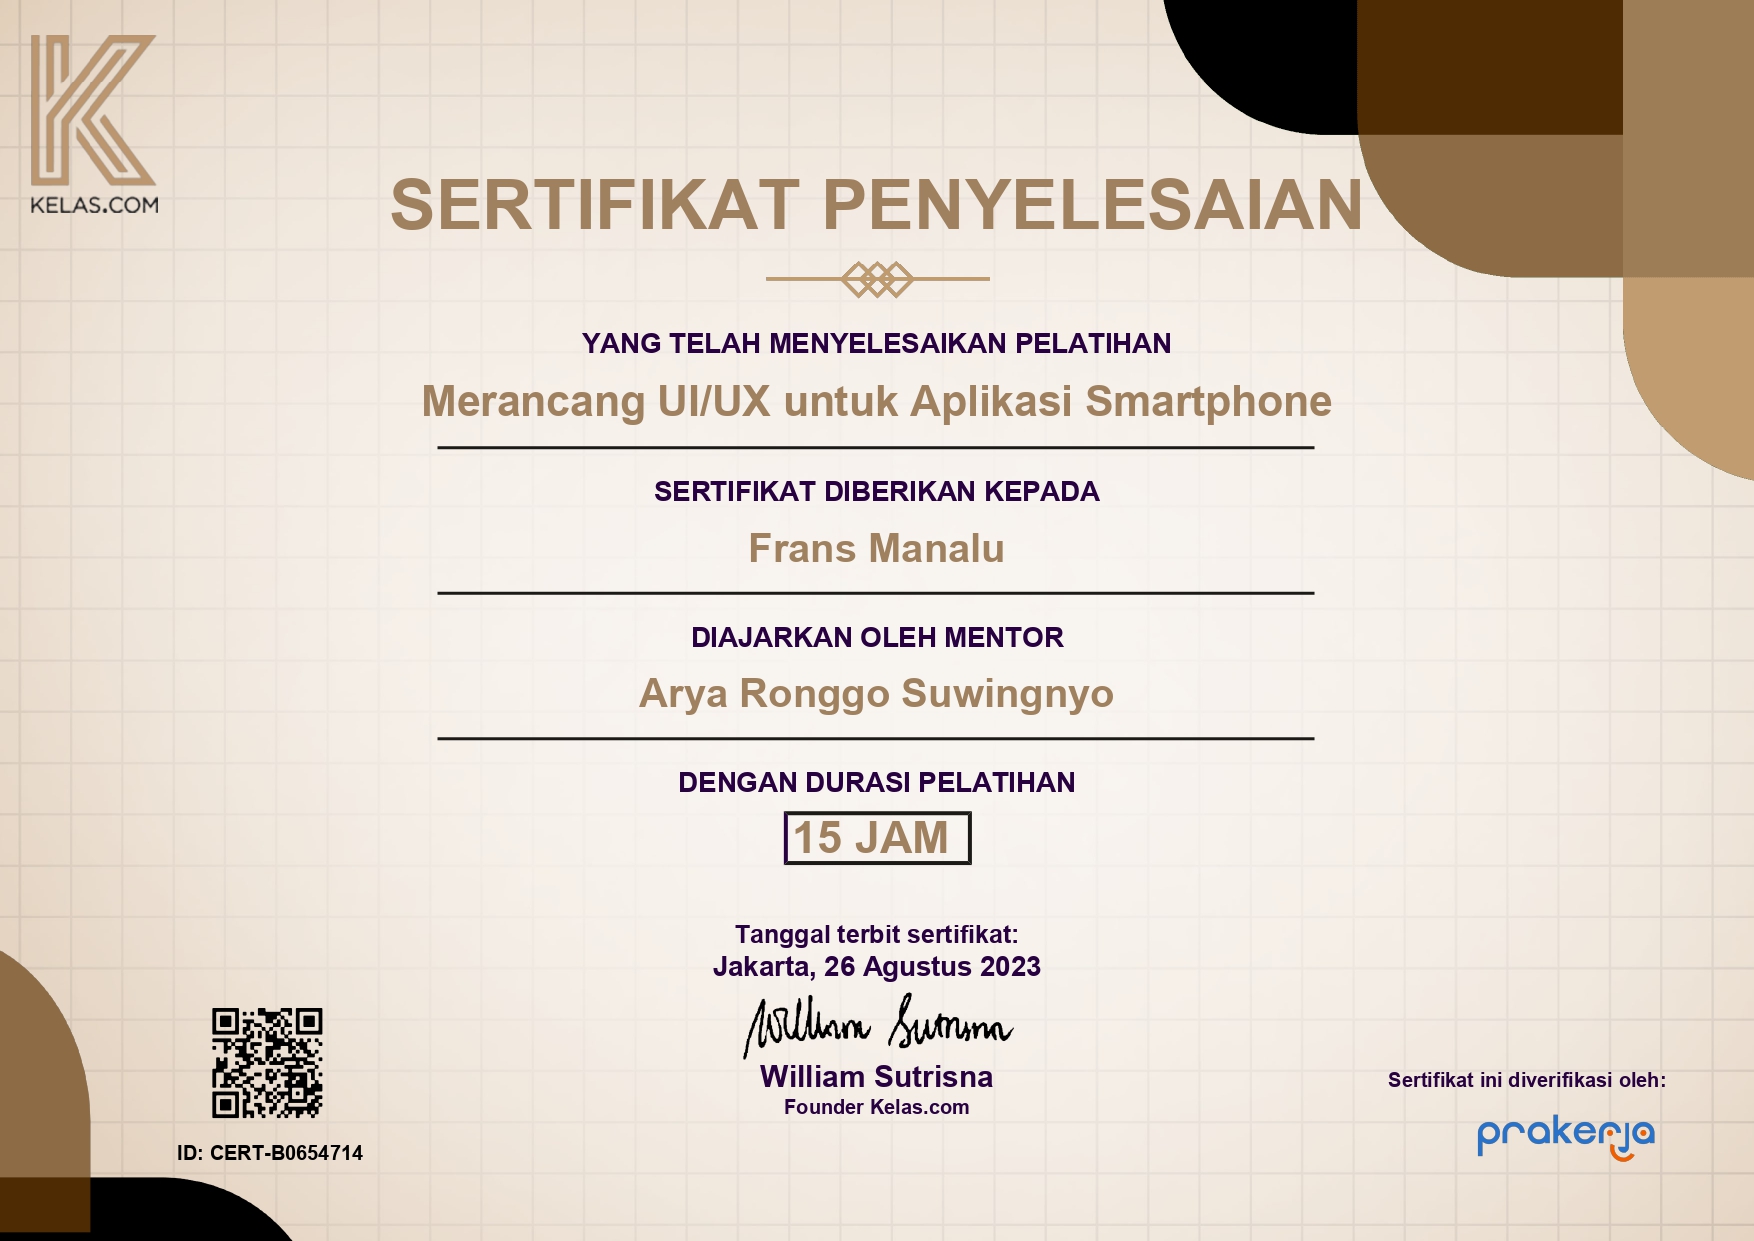 KELAS.COM
SERTIFIKAT PENYELESAIAN
YANG TELAH MENYELESAIKAN PELATIHAN
Merancang UI/UX untuk Aplikasi Smartphone
SERTIFIKAT DIBERIKAN KEPADA
Frans Manalu
DIAJARKAN OLEH MENTOR
Arya Ronggo Suwingnyo
DENGAN DURASI PELATIHAN
15 JAM
Tanggal terbit sertifikat:
Jakarta, 26 Agustus 2023
William Sutrisna
William Sutrisna
Founder Kelas.com
ID: CERT-B0654714
Sertifikat ini diverifikasi oleh:
prakerja